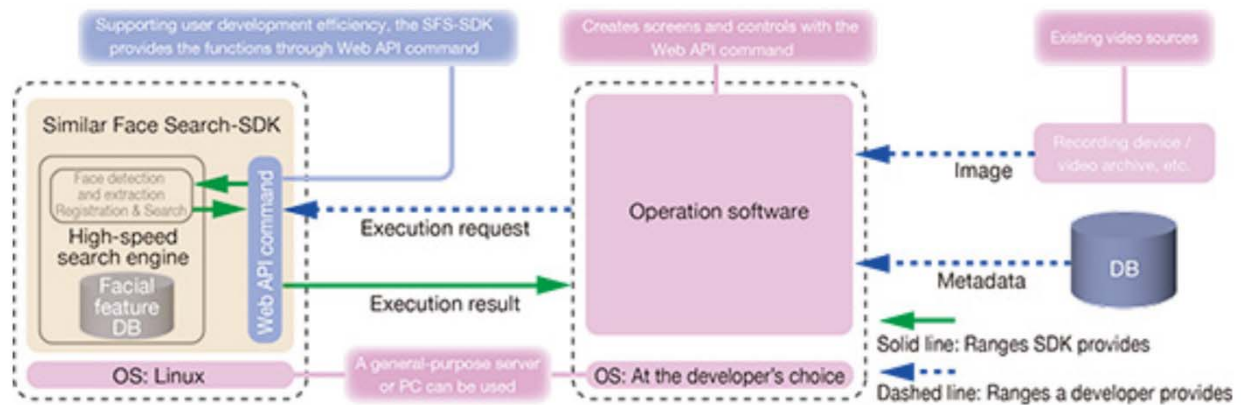 Supporting user development efficiency, the SFS-SDK
provides the functions through Web API command
Creates screens and controls with the
Web API command
Existing video sources
Similar Face Search-SDK
Face detection
and extraction
Registration & Search
High-speed
search engine
Facial
feature
DB
Web API command
OS: Linux
Execution request
Execution result
A general-purpose server
or PC can be used
Operation software
OS: At the developer's choice
Recording device /
video archive, etc.
Image
DB
Metadata
Solid line: Ranges SDK provides
Dashed line: Ranges a developer provides